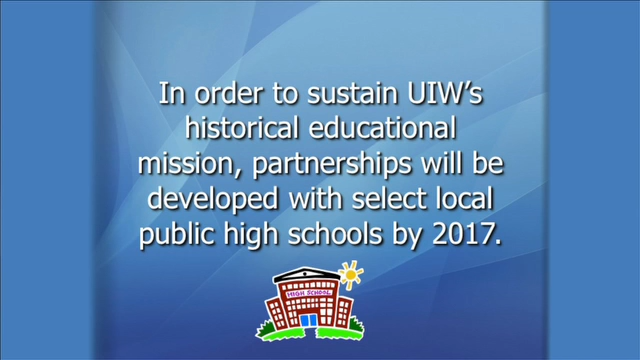 In order to sustain UIW’s
historical educational
mission, partnerships will be
developed with select local
public high schools by 2017.
HIGH SCHOOL